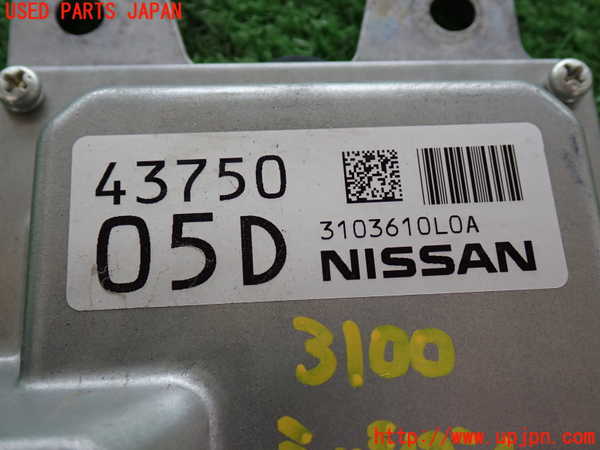 USED PARTS JAPAN
43750
05D
3103610L0A
NISSAN
3100
http://www.upjpn.com/